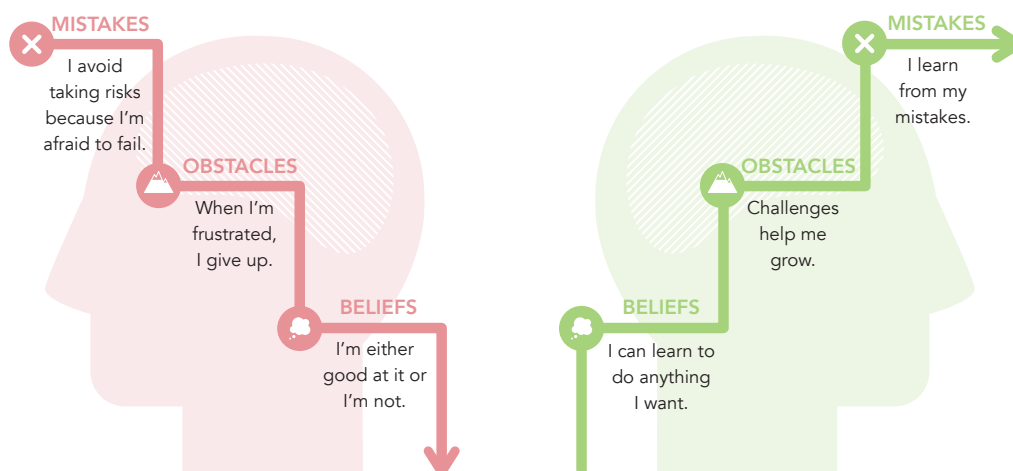 MISTAKES
I avoid
taking risks
because I’m
afraid to fail.
OBSTACLES
When I’m
frustrated,
I give up.
BELIEFS
I’m either
good at it or
I’m not.
MISTAKES
I learn
from my
mistakes.
OBSTACLES
Challenges
help me
grow.
BELIEFS
I can learn to
do anything
I want.